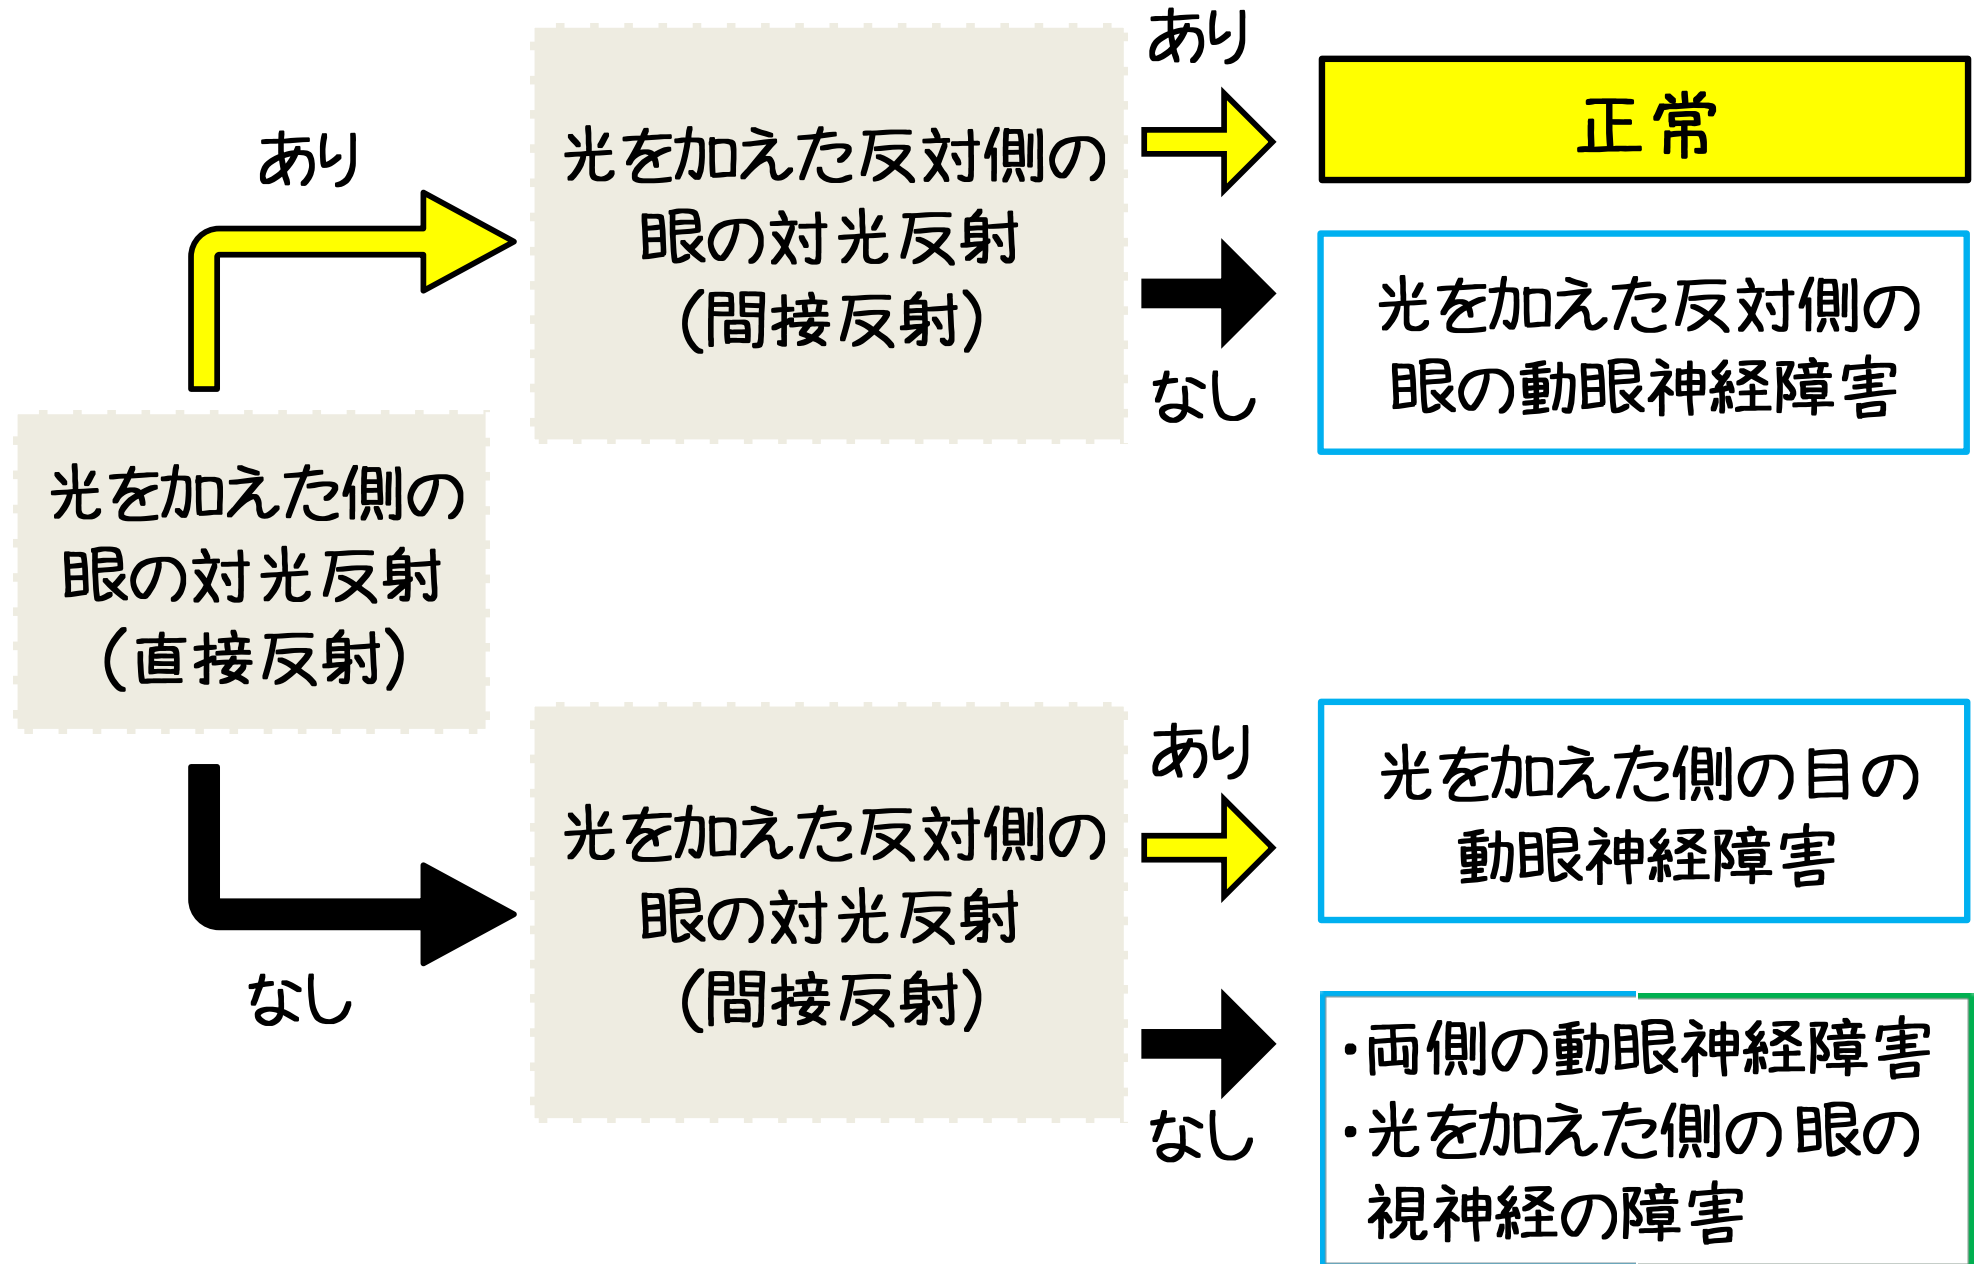 あり
光を加えた側の
眼の対光反射
(直接反射)
なし
光を加えた反対側の
眼の対光反射
(間接反射)
あり
正常
なし
光を加えた反対側の
眼の動眼神経障害
光を加えた反対側の
眼の対光反射
(間接反射)
あり
光を加えた側の目の
動眼神経障害
なし
・両側の動眼神経障害
・光を加えた側の眼の
視神経の障害